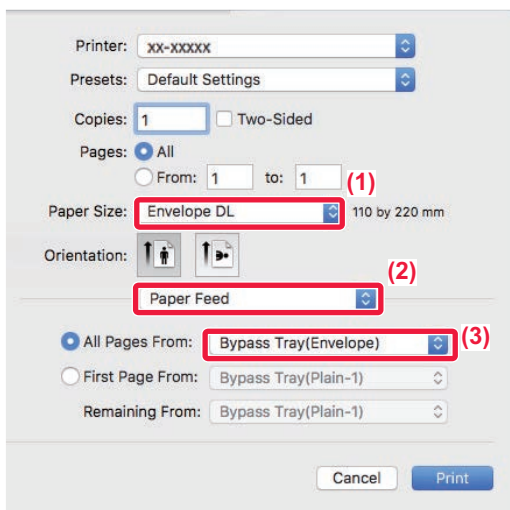 Printer: xx-xxxxx
Presets: Default Settings
Copies: 1 Two-Sided
Pages: All
From: 1 to: 1
(1)
Paper Size: Envelope DL 110 by 220 mm
Orientation:
(2)
Paper Feed
All Pages From: Bypass Tray(Envelope) (3)
First Page From: Bypass Tray(Plain-1)
Remaining From: Bypass Tray(Plain-1)
Cancel Print